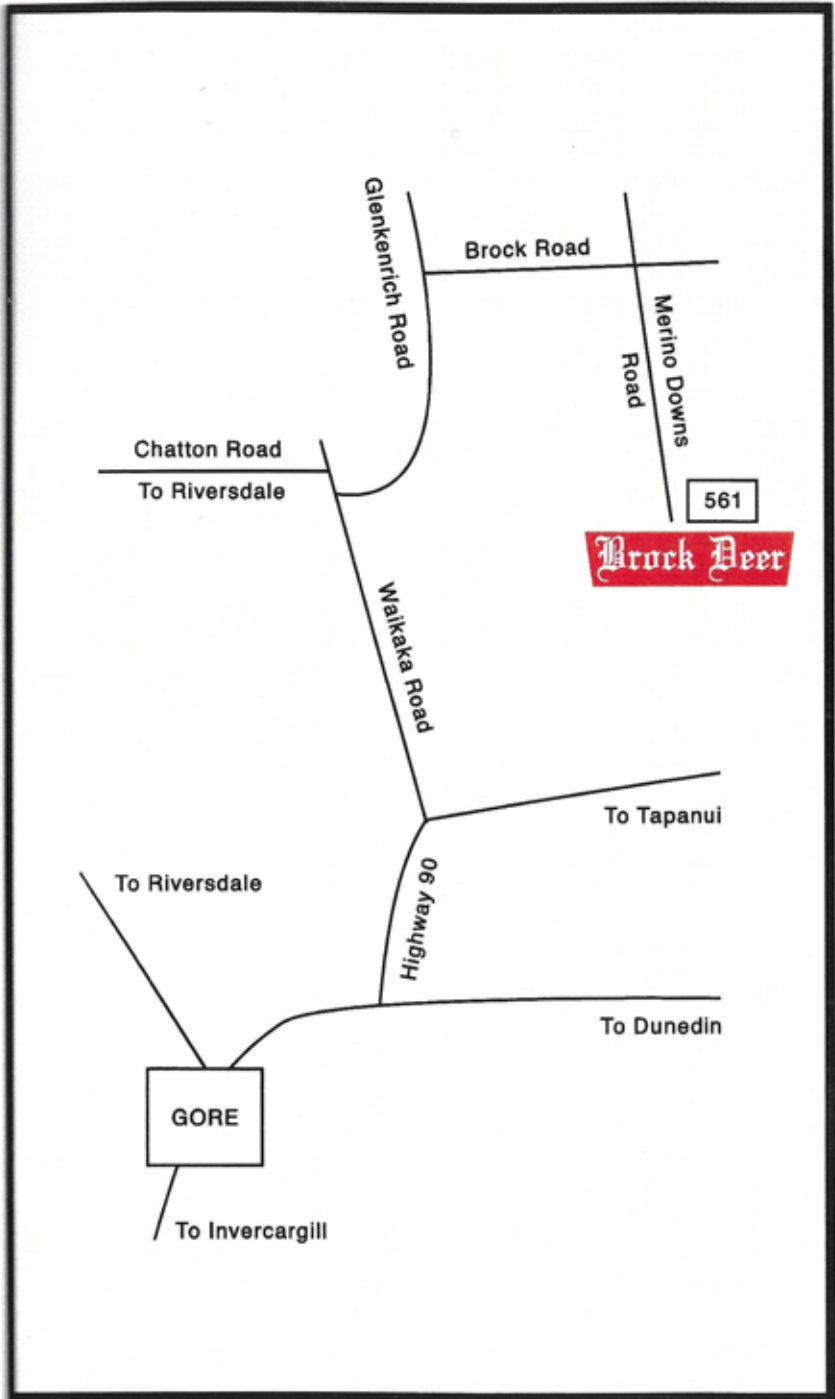 Glenkenrich Road
Brock Road
Merino Downs
Road
Chatton Road
To Riversdale
561
Brock Deer
Waikaka Road
To Tapanui
To Riversdale
Highway 90
To Dunedin
GORE
To Invercargill